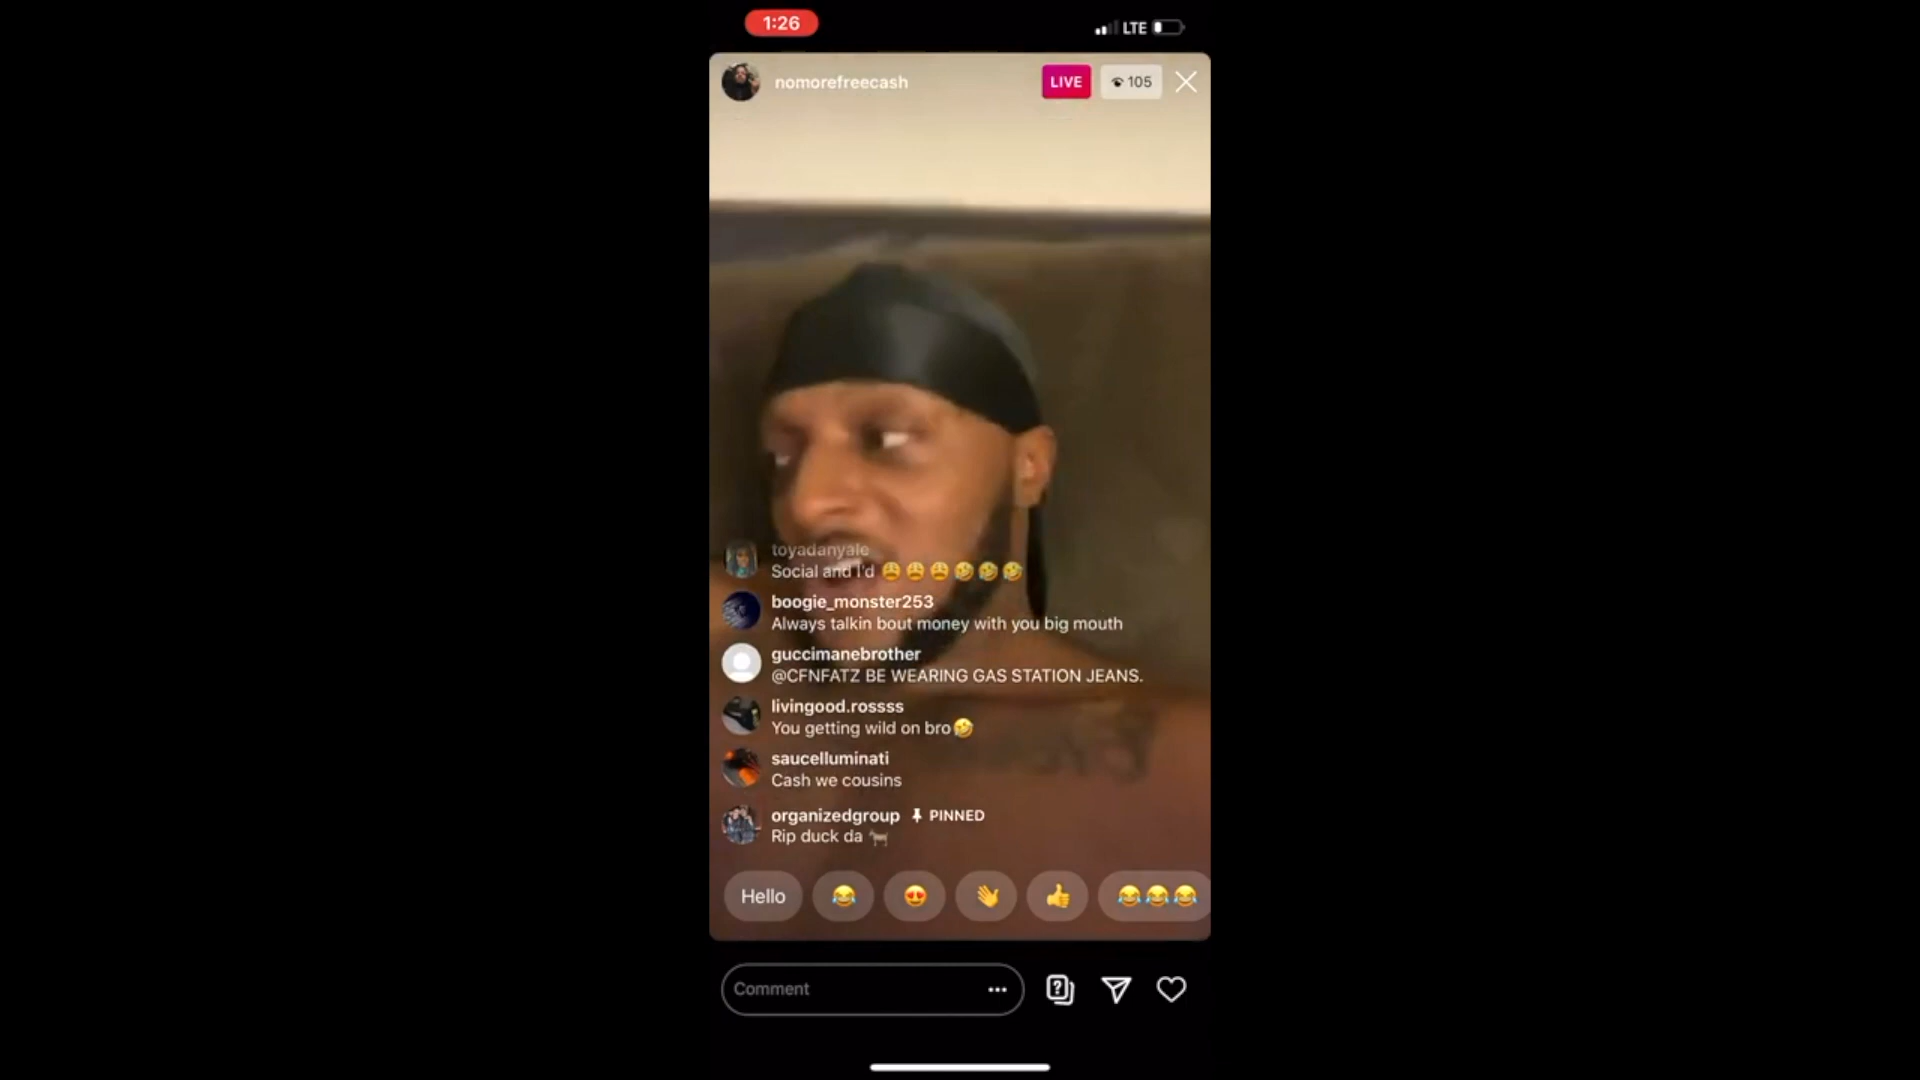 1:26
LTE
nomorefreecash
LIVE
105
toyadanyale
Social and I'd 😩😩😩🤣🤣🤣
boogie_monster253
Always talkin bout money with you big mouth
guccimanebrother
@CFNFATZ BE WEARING GAS STATION JEANS.
livingood.rossss
You getting wild on bro🤣
saucelluminati
Cash we cousins
organizedgroup PINNED
Rip duck da 🐐
Hello 😂 😍 👋 👍 😂😂😂
Comment